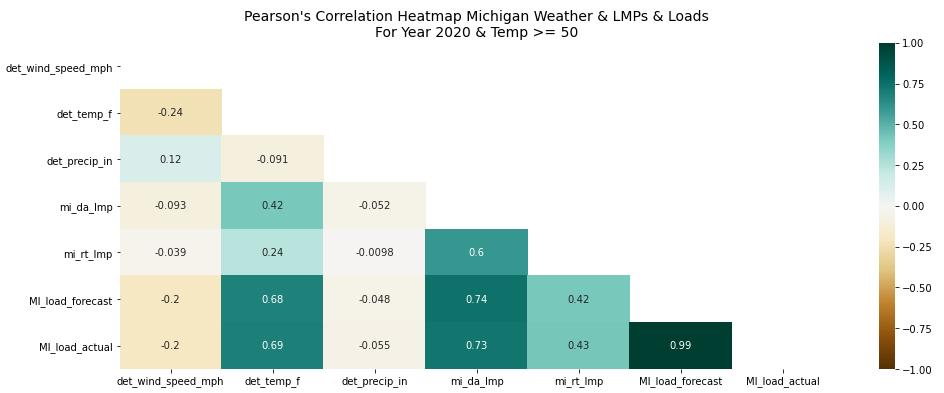 Pearson's Correlation Heatmap Michigan Weather & LMPs & Loads
For Year 2020 & Temp >= 50
det_wind_speed_mph
det_temp_f -0.24
det_precip_in 0.12 -0.091
mi_da_lmp -0.093 0.42 -0.052
mi_rt_lmp -0.039 0.24 -0.0098 0.6
MI_load_forecast -0.2 0.68 -0.048 0.74 0.42
MI_load_actual -0.2 0.69 -0.055 0.73 0.43 0.99
det_wind_speed_mph det_temp_f det_precip_in mi_da_lmp mi_rt_lmp MI_load_forecast MI_load_actual
1.00
0.75
0.50
0.25
0.00
−0.25
−0.50
−0.75
−1.00